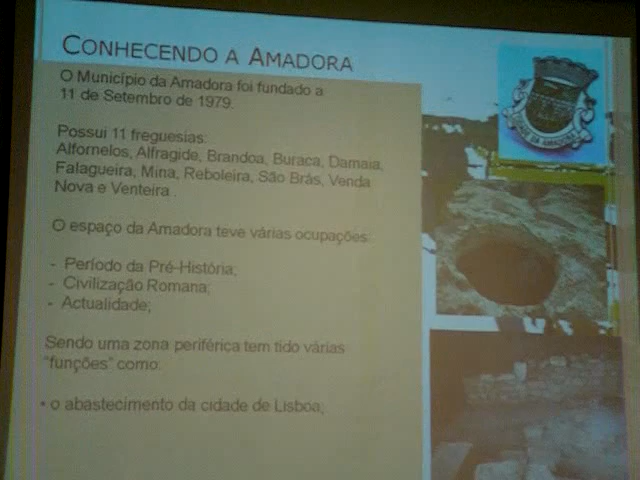 CONHECENDO A AMADORA
O Município da Amadora foi fundado a
11 de Setembro de 1979.
Possui 11 freguesias:
Alfornelos, Alfragide, Brandoa, Buraca, Damaia,
Falagueira, Mina, Reboleira, São Brás, Venda
Nova e Venteira.
O espaço da Amadora teve várias ocupações:
- Período da Pré-História;
- Civilização Romana;
- Actualidade;
Sendo uma zona periférica tem tido várias
"funções" como:
• o abastecimento da cidade de Lisboa;